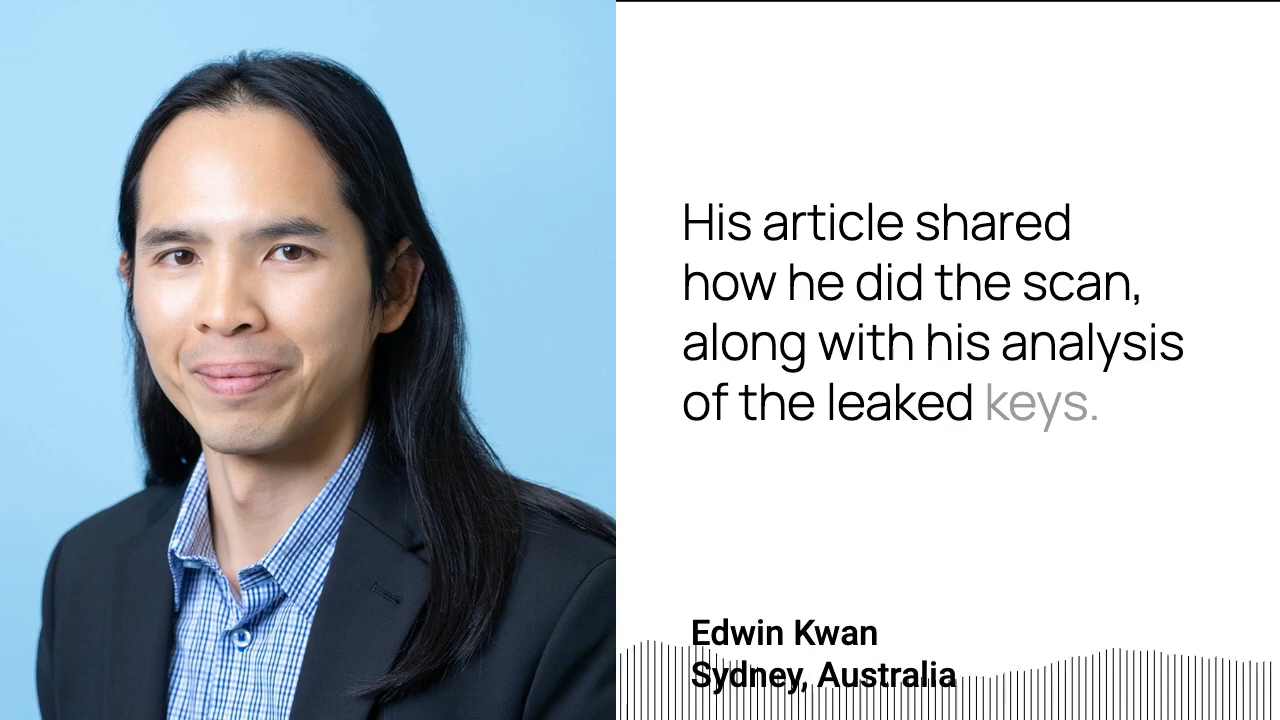 His article shared
how he did the scan,
along with his analysis
of the leaked keys.
Edwin Kwan
Sydney, Australia